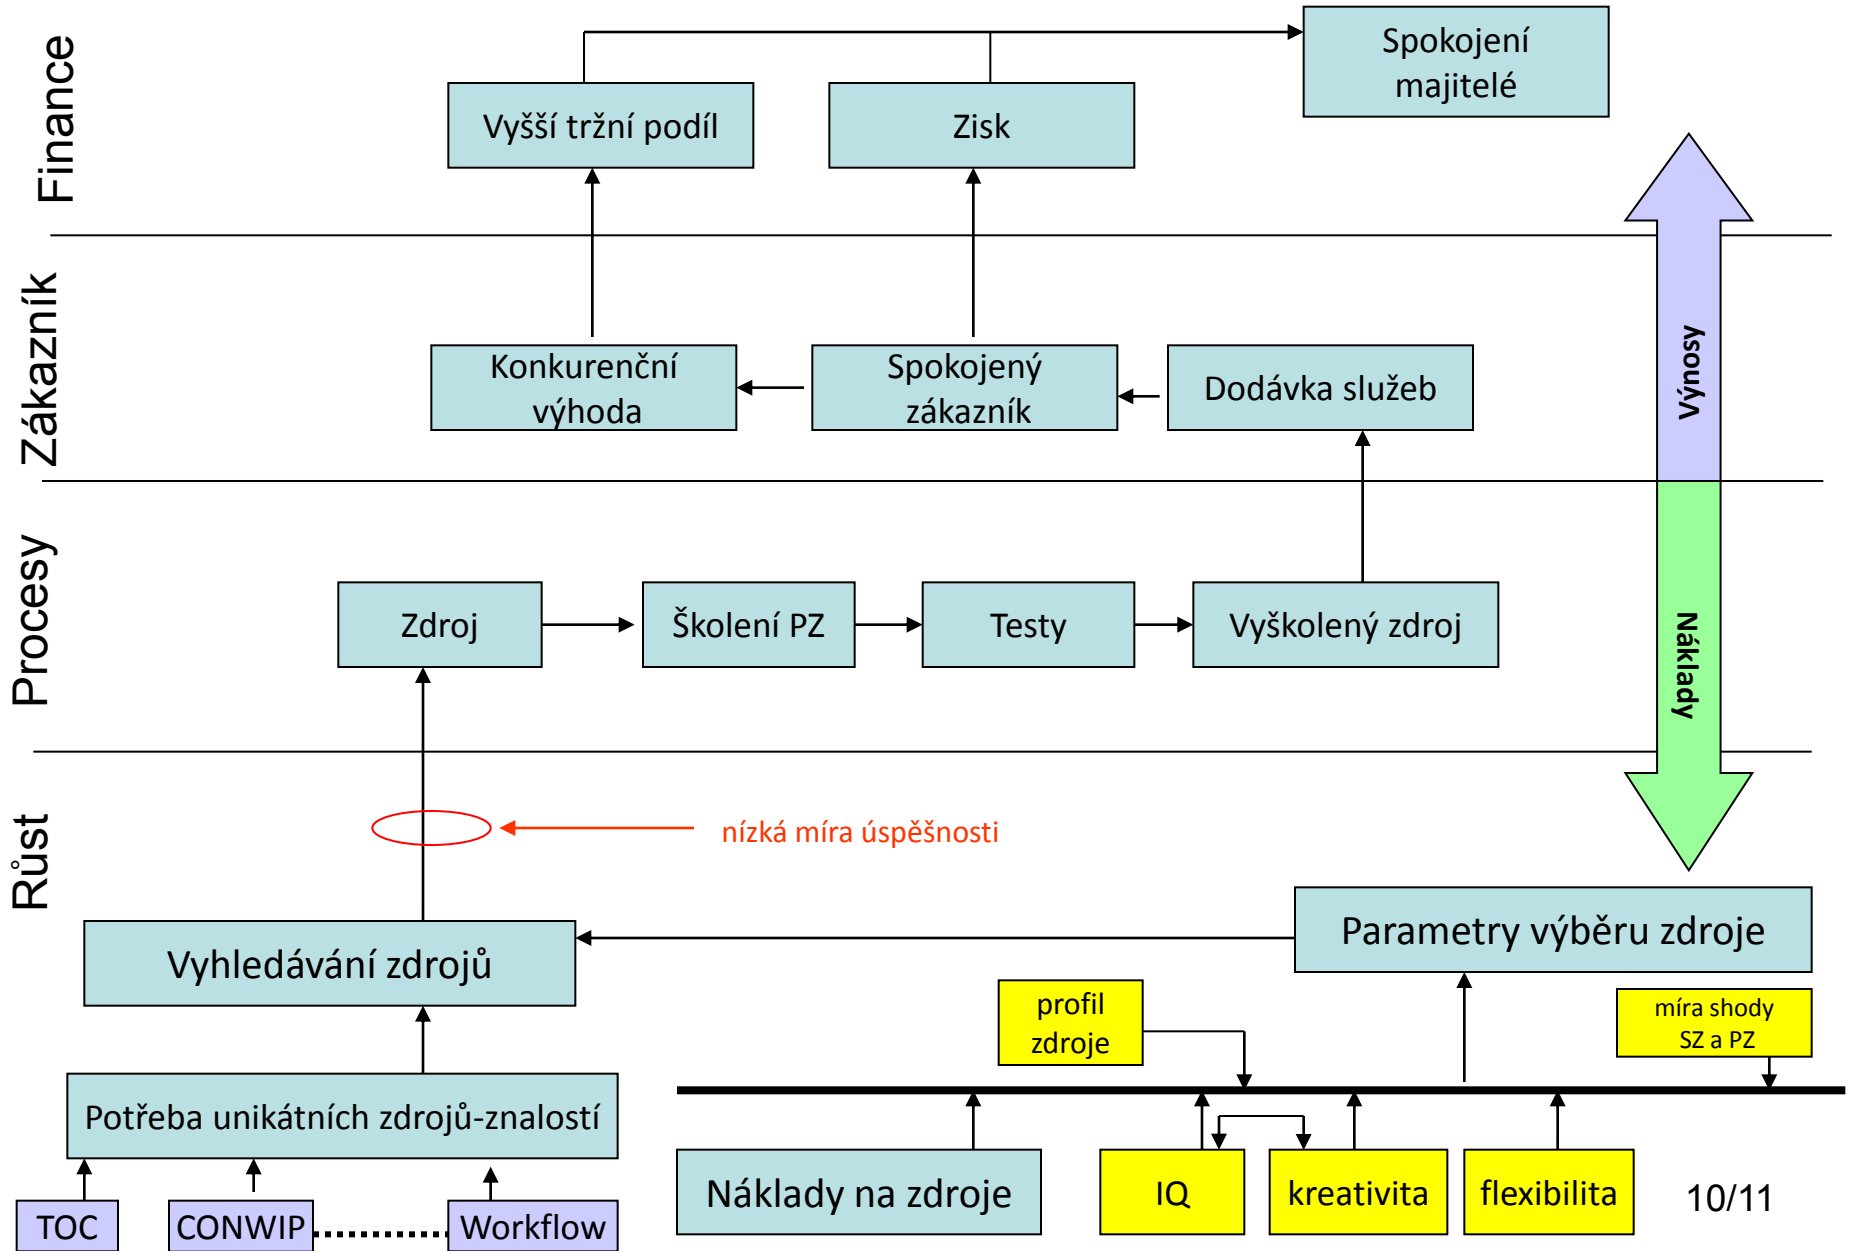 Finance
Spokojení
majitelé
Vyšší tržní podíl
Zisk
Zákazník
Konkurenční
výhoda
Spokojený
zákazník
Dodávka služeb
Výnosy
Procesy
Zdroj
Školení PZ
Testy
Vyškolený zdroj
Náklady
Růst
nízká míra úspěšnosti
Vyhledávání zdrojů
Parametry výběru zdroje
profil
zdroje
míra shody
SZ a PZ
Potřeba unikátních zdrojů-znalostí
Náklady na zdroje
IQ
kreativita
flexibilita
10/11
TOC
CONWIP
Workflow